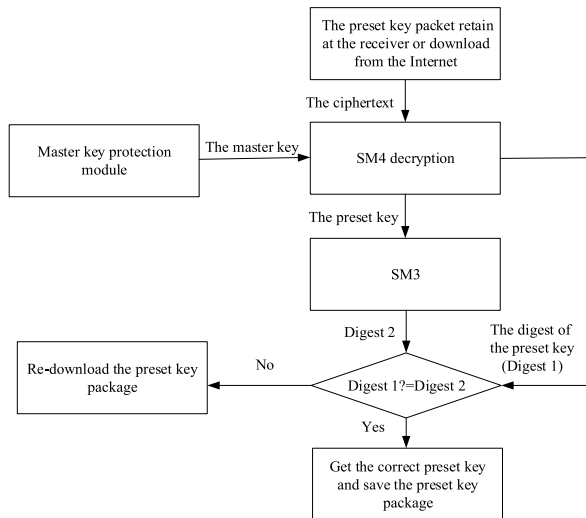 The preset key packet retain
at the receiver or download
from the Internet
The ciphertext
Master key protection
module
The master key
SM4 decryption
The preset key
SM3
Digest 2
The digest of
the preset key
(Digest 1)
Re-download the preset key
package
No
Digest 1?=Digest 2
Yes
Get the correct preset key
and save the preset key
package